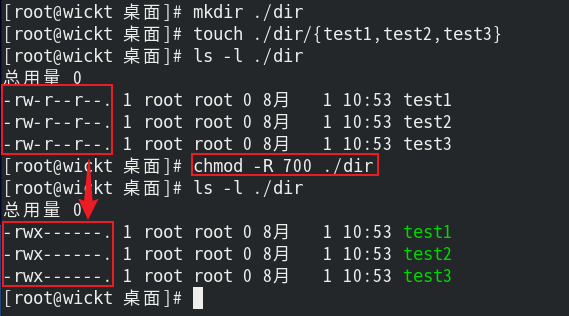 [root@wickt 桌面]# mkdir ./dir
[root@wickt 桌面]# touch ./dir/{test1,test2,test3}
[root@wickt 桌面]# ls -l ./dir
总用量 0
-rw-r--r--. 1 root root 0 8月   1 10:53 test1
-rw-r--r--. 1 root root 0 8月   1 10:53 test2
-rw-r--r--. 1 root root 0 8月   1 10:53 test3
[root@wickt 桌面]# chmod -R 700 ./dir
[root@wickt 桌面]# ls -l ./dir
总用量 0
-rwx------. 1 root root 0 8月   1 10:53 test1
-rwx------. 1 root root 0 8月   1 10:53 test2
-rwx------. 1 root root 0 8月   1 10:53 test3
[root@wickt 桌面]#